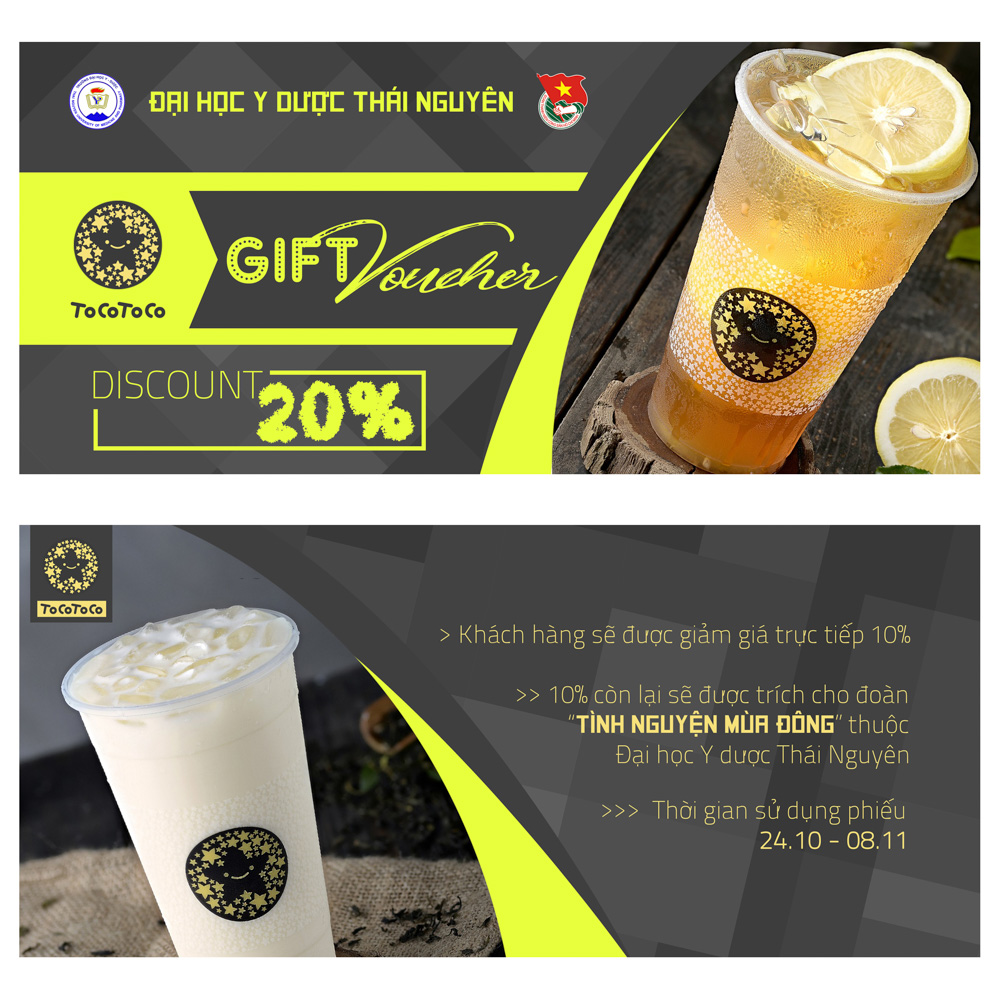 ĐẠI HỌC Y DƯỢC THÁI NGUYÊN
ToCoToCo
GIFT Voucher
DISCOUNT 20%
ToCoToCo
> Khách hàng sẽ được giảm giá trực tiếp 10%
>> 10% còn lại sẽ được trích cho đoàn
“TÌNH NGUYỆN MÙA ĐÔNG” thuộc
Đại học Y dược Thái Nguyên
>>> Thời gian sử dụng phiếu
24.10 - 08.11